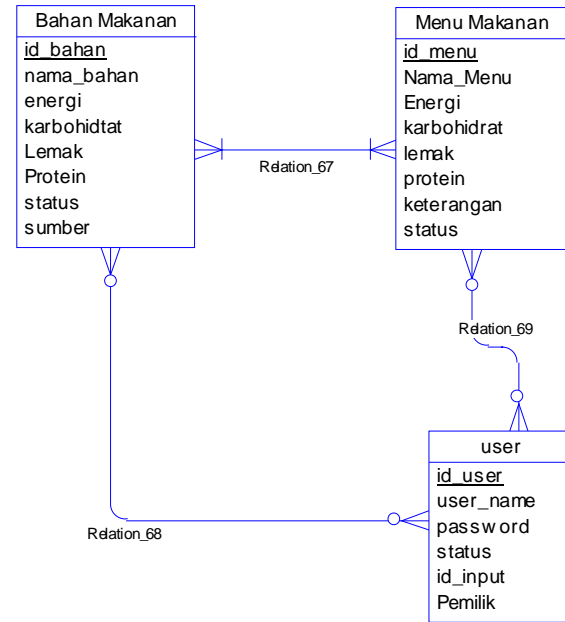 Bahan Makanan
id_bahan
nama_bahan
energi
karbohidtat
Lemak
Protein
status
sumber
Menu Makanan
id_menu
Nama_Menu
Energi
karbohidrat
lemak
protein
keterangan
status
Relation_67
Relation_69
user
id_user
user_name
password
status
id_input
Pemilik
Relation_68